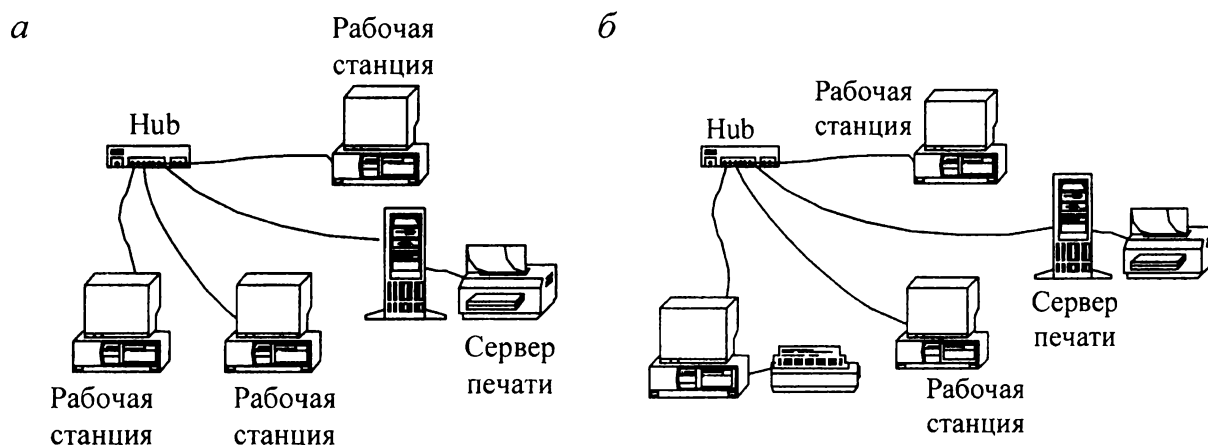 а
Рабочая
станция
Hub
Сервер
печати
Рабочая
станция
Рабочая
станция
б
Рабочая
станция
Hub
Сервер
печати
Рабочая
станция